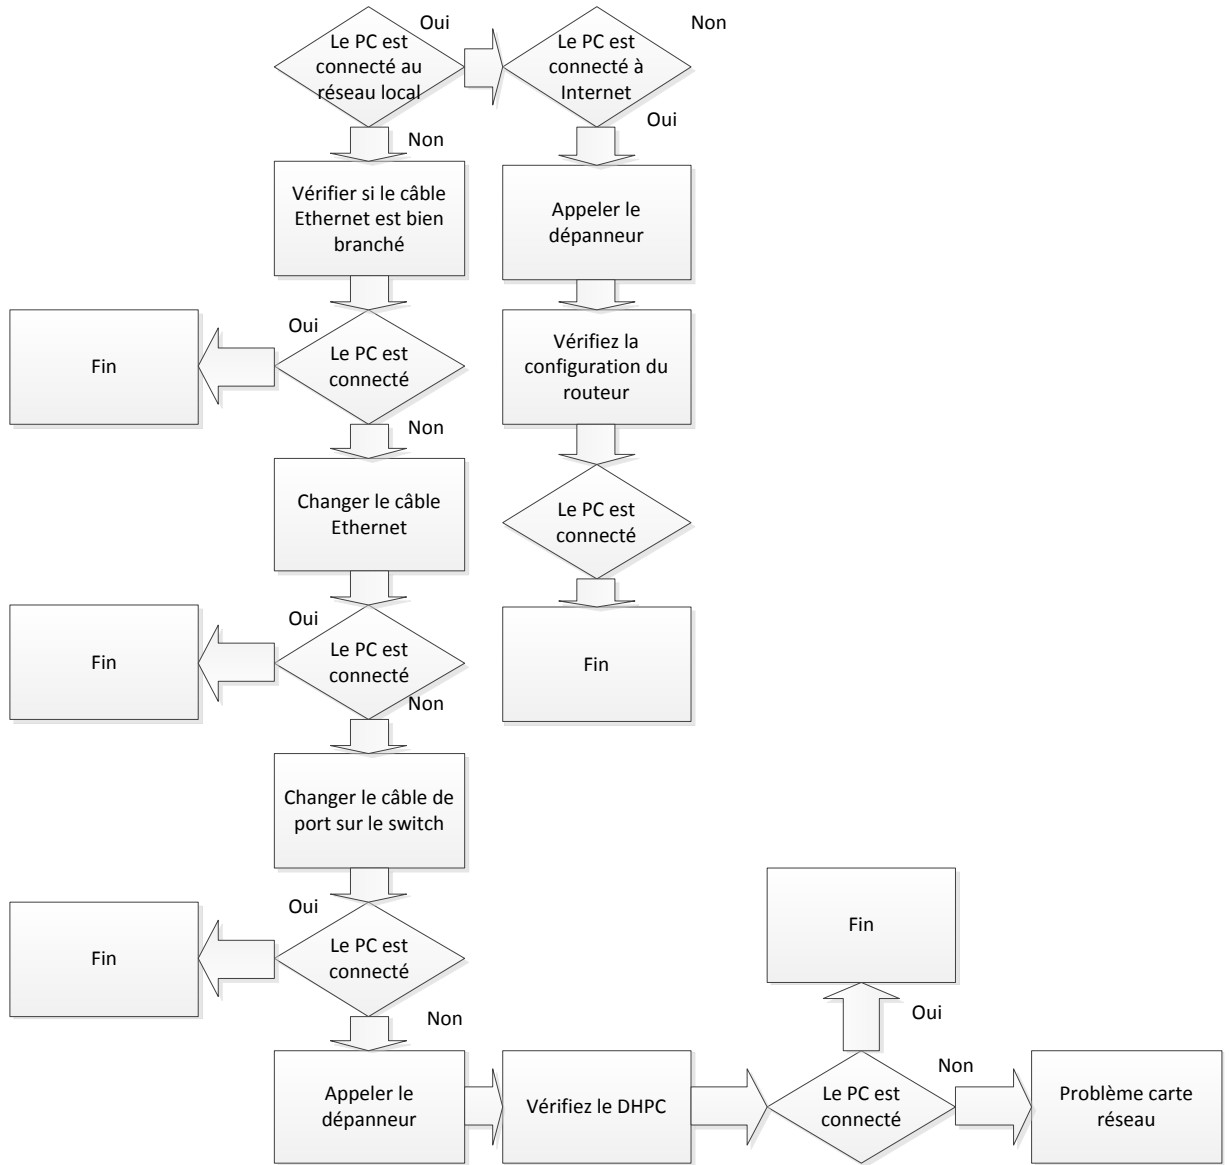 Oui
Non
Le PC est
connecté au
réseau local
Le PC est
connecté à
Internet
Non
Oui
Vérifier si le câble
Ethernet est bien
branché
Appeler le
dépanneur
Fin
Oui
Le PC est
connecté
Vérifiez la
configuration du
routeur
Non
Changer le câble
Ethernet
Le PC est
connecté
Fin
Oui
Le PC est
connecté
Fin
Non
Changer le câble de
port sur le switch
Fin
Oui
Le PC est
connecté
Fin
Non
Oui
Appeler le
dépanneur
Vérifiez le DHPC
Le PC est
connecté
Non
Problème carte
réseau